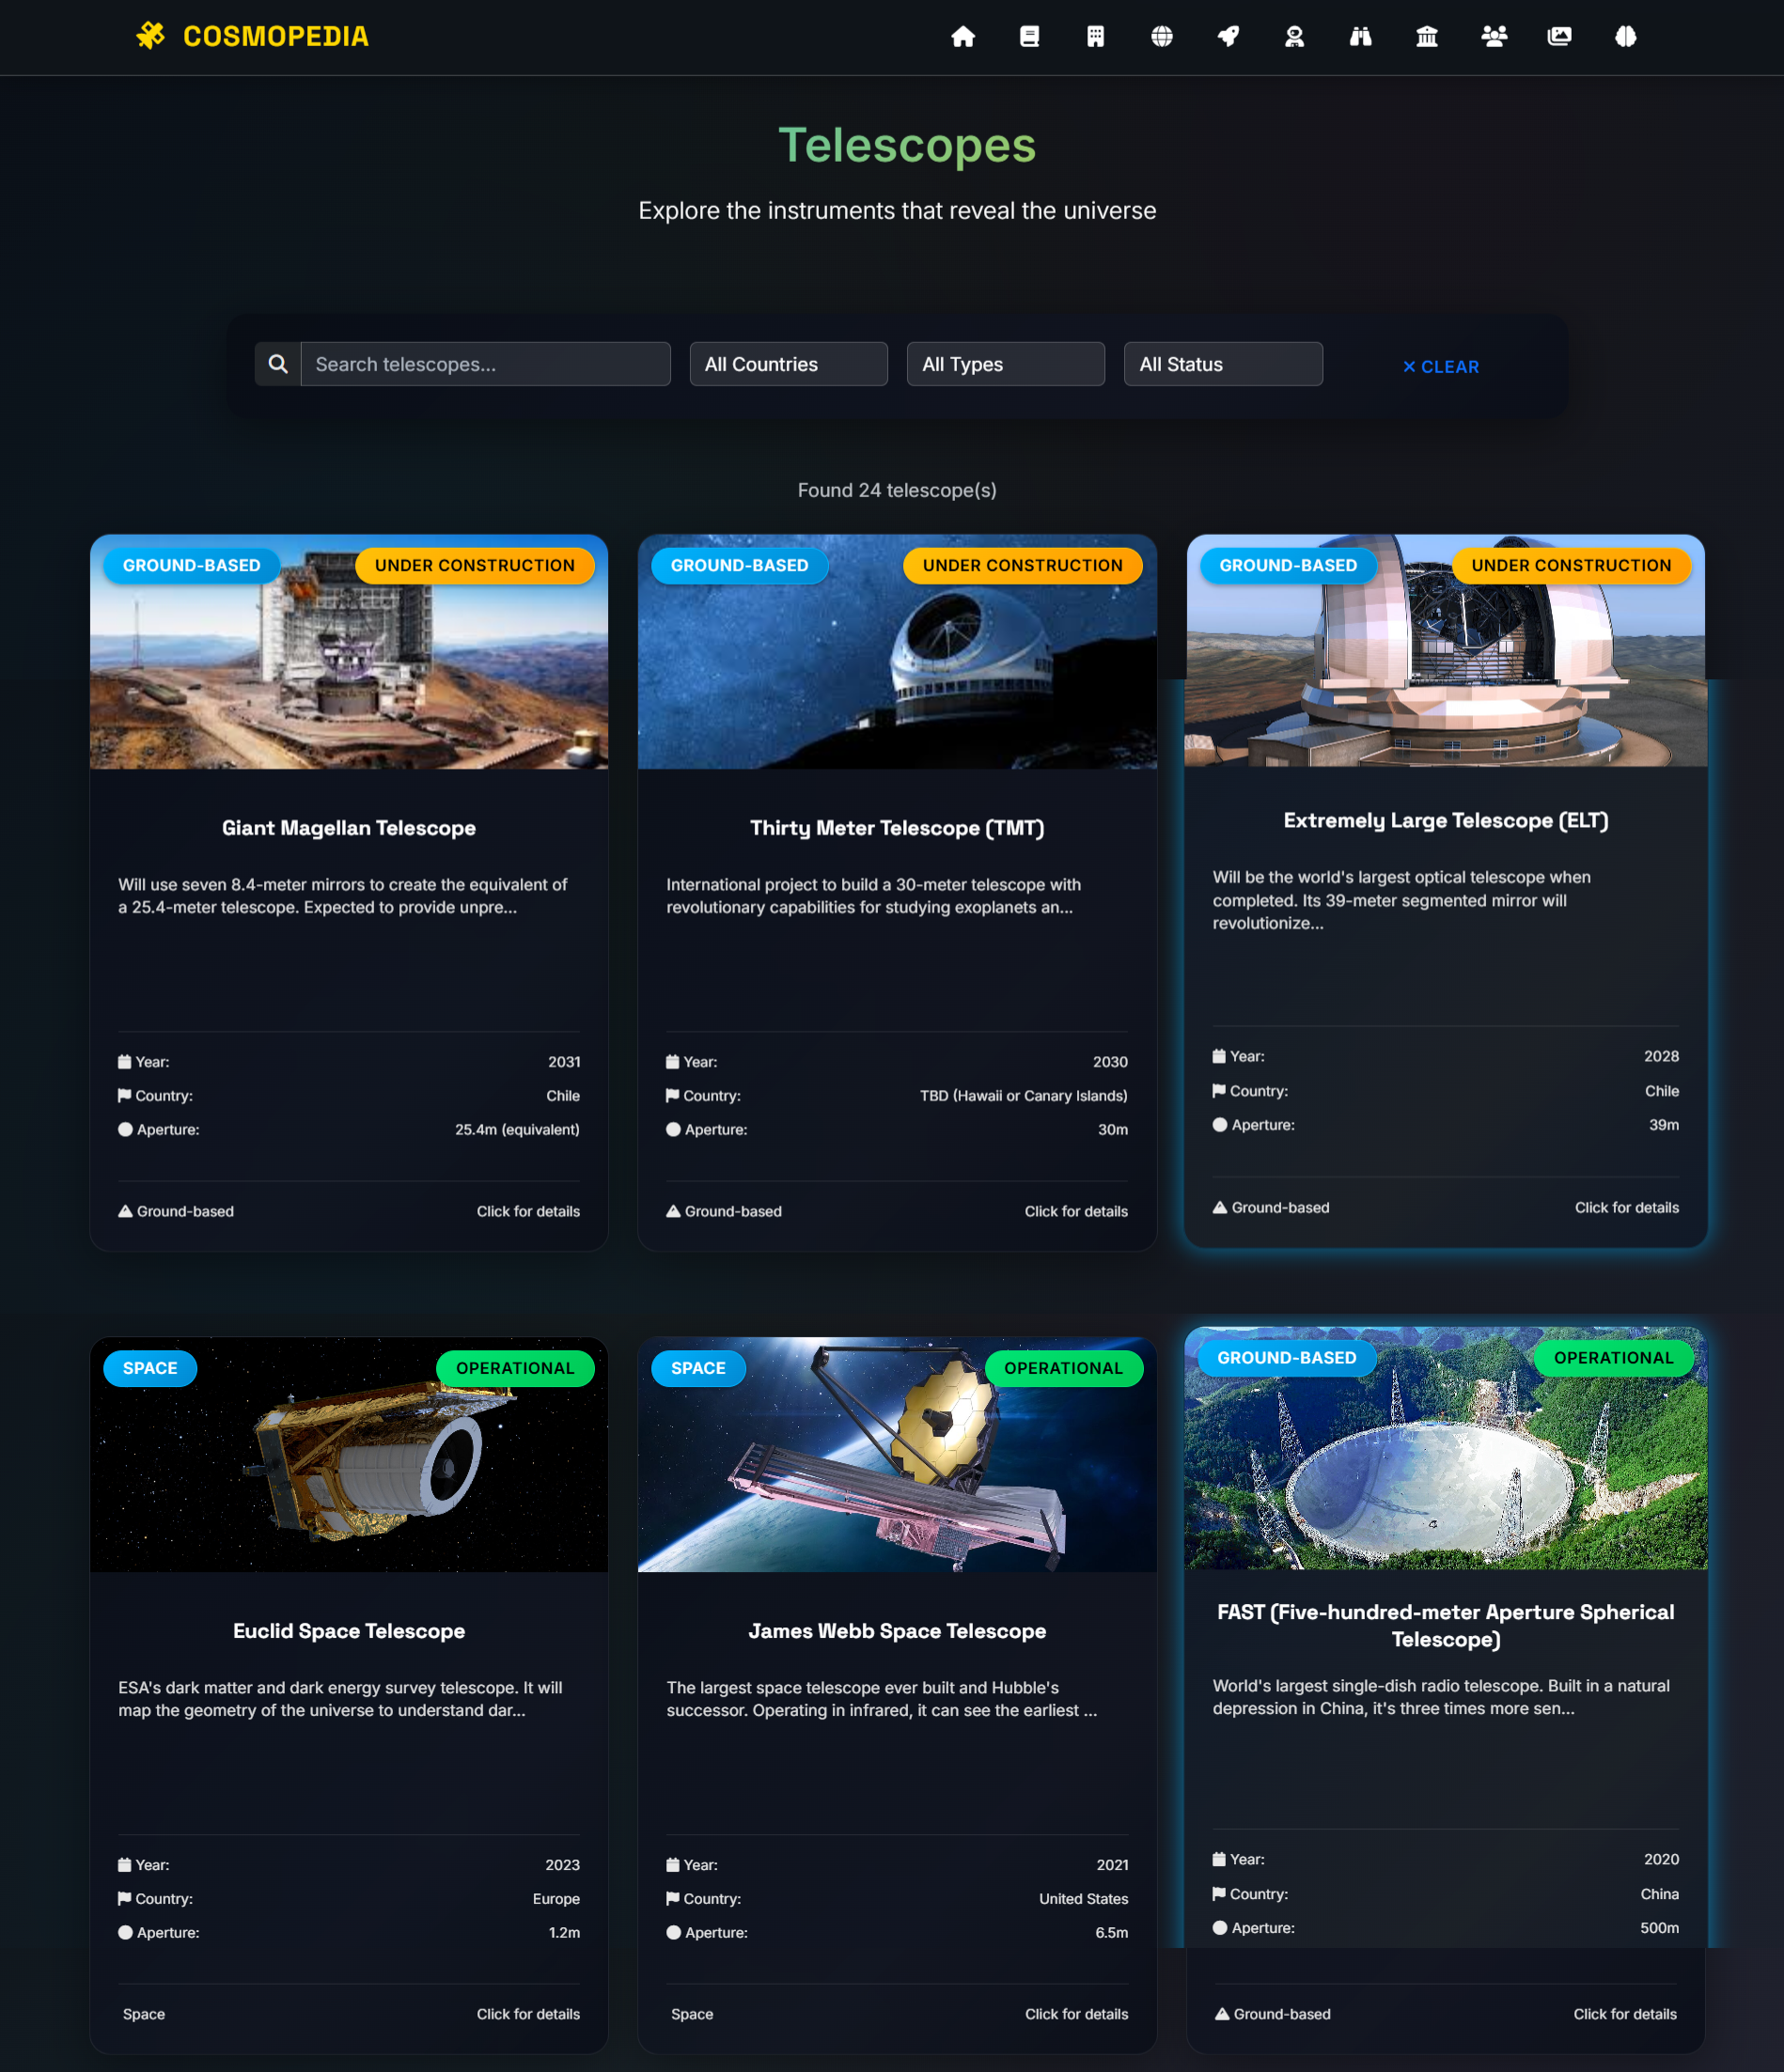 COSMOPEDIA
Telescopes
Explore the instruments that reveal the universe
Search telescopes...
All Countries
All Types
All Status
CLEAR
Found 24 telescope(s)
GROUND-BASED
UNDER CONSTRUCTION
Giant Magellan Telescope
Will use seven 8.4-meter mirrors to create the equivalent of
a 25.4-meter telescope. Expected to provide unpre...
Year: 2031
Country: Chile
Aperture: 25.4m (equivalent)
Ground-based Click for details
GROUND-BASED
UNDER CONSTRUCTION
Thirty Meter Telescope (TMT)
International project to build a 30-meter telescope with
revolutionary capabilities for studying exoplanets an...
Year: 2030
Country: TBD (Hawaii or Canary Islands)
Aperture: 30m
Ground-based Click for details
GROUND-BASED
UNDER CONSTRUCTION
Extremely Large Telescope (ELT)
Will be the world's largest optical telescope when
completed. Its 39-meter segmented mirror will
revolutionize...
Year: 2028
Country: Chile
Aperture: 39m
Ground-based Click for details
SPACE
OPERATIONAL
Euclid Space Telescope
ESA's dark matter and dark energy survey telescope. It will
map the geometry of the universe to understand dar...
Year: 2023
Country: Europe
Aperture: 1.2m
Space Click for details
SPACE
OPERATIONAL
James Webb Space Telescope
The largest space telescope ever built and Hubble's
successor. Operating in infrared, it can see the earliest ...
Year: 2021
Country: United States
Aperture: 6.5m
Space Click for details
GROUND-BASED
OPERATIONAL
FAST (Five-hundred-meter Aperture Spherical
Telescope)
World's largest single-dish radio telescope. Built in a natural
depression in China, it's three times more sen...
Year: 2020
Country: China
Aperture: 500m
Ground-based Click for details